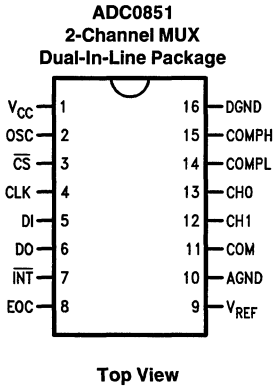 ADC0851
2-Channel MUX
Dual-In-Line Package
VCC 1 16 DGND
OSC 2 15 COMPH
C̅S̅ 3 14 COMPL
CLK 4 13 CH0
DI 5 12 CH1
DO 6 11 COM
I̅N̅T̅ 7 10 AGND
EOC 8 9 VREF
Top View